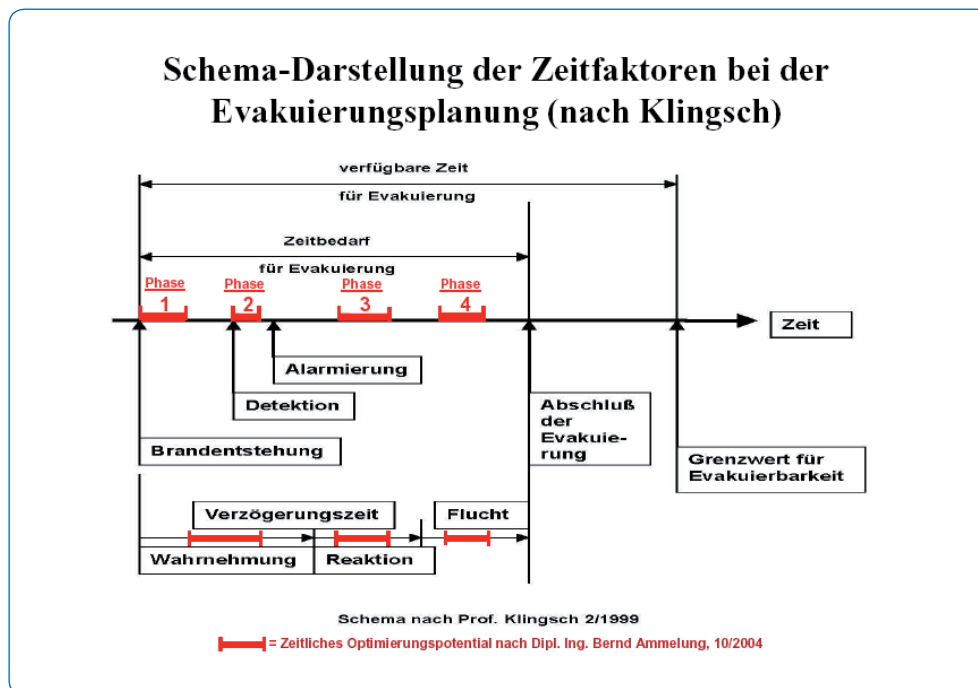 Schema-Darstellung der Zeitfaktoren bei der
Evakuierungsplanung (nach Klingsch)
verfügbare Zeit
für Evakuierung
Zeitbedarf
für Evakuierung
Phase
1
Phase
2
Phase
3
Phase
4
Zeit
Alarmierung
Detektion
Brandentstehung
Abschluß
der
Evakuie-
rung
Grenzwert für
Evakuierbarkeit
Verzögerungszeit
Flucht
Wahrnehmung
Reaktion
Schema nach Prof. Klingsch 2/1999
= Zeitliches Optimierungspotential nach Dipl. Ing. Bernd Ammelung, 10/2004